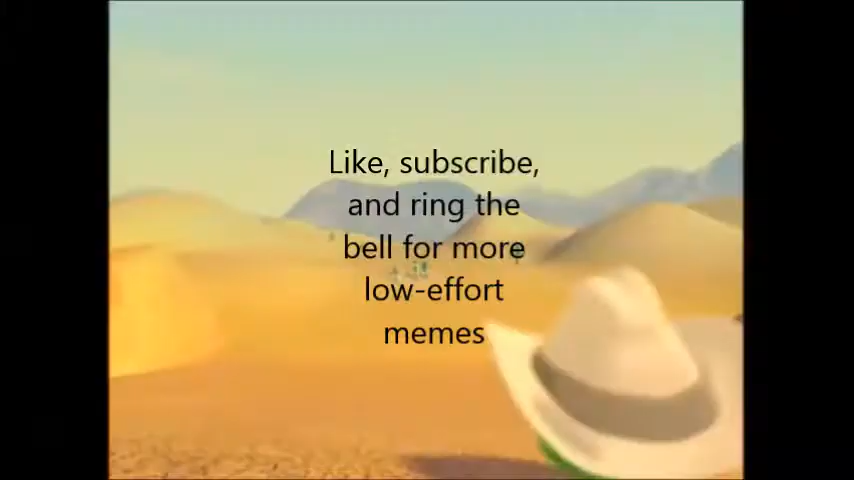 Like, subscribe,
and ring the
bell for more
low-effort
memes